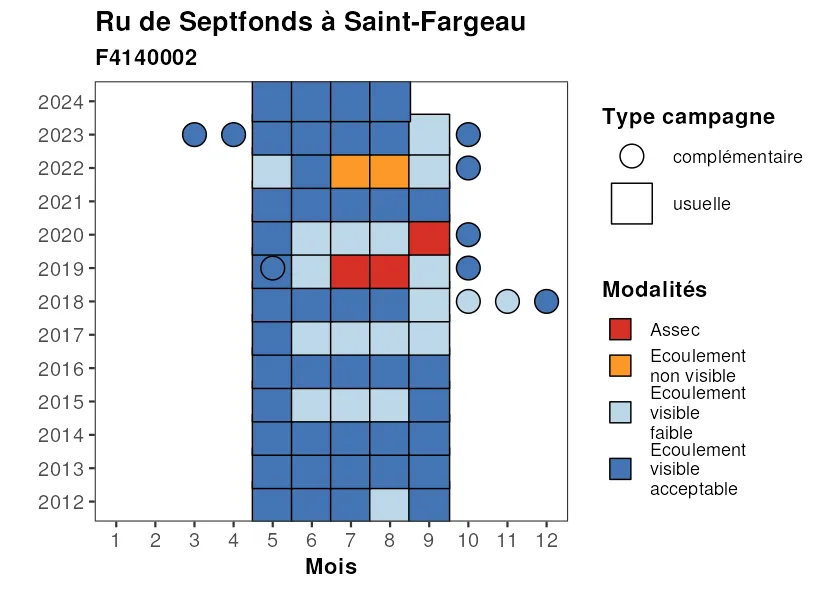 Ru de Septfonds à Saint-Fargeau
F4140002
2024
2023
2022
2021
2020
2019
2018
2017
2016
2015
2014
2013
2012
1 2 3 4 5 6 7 8 9 10 11 12
Mois
Type campagne
complémentaire
usuelle
Modalités
Assec
Ecoulement
non visible
Ecoulement
visible
faible
Ecoulement
visible
acceptable